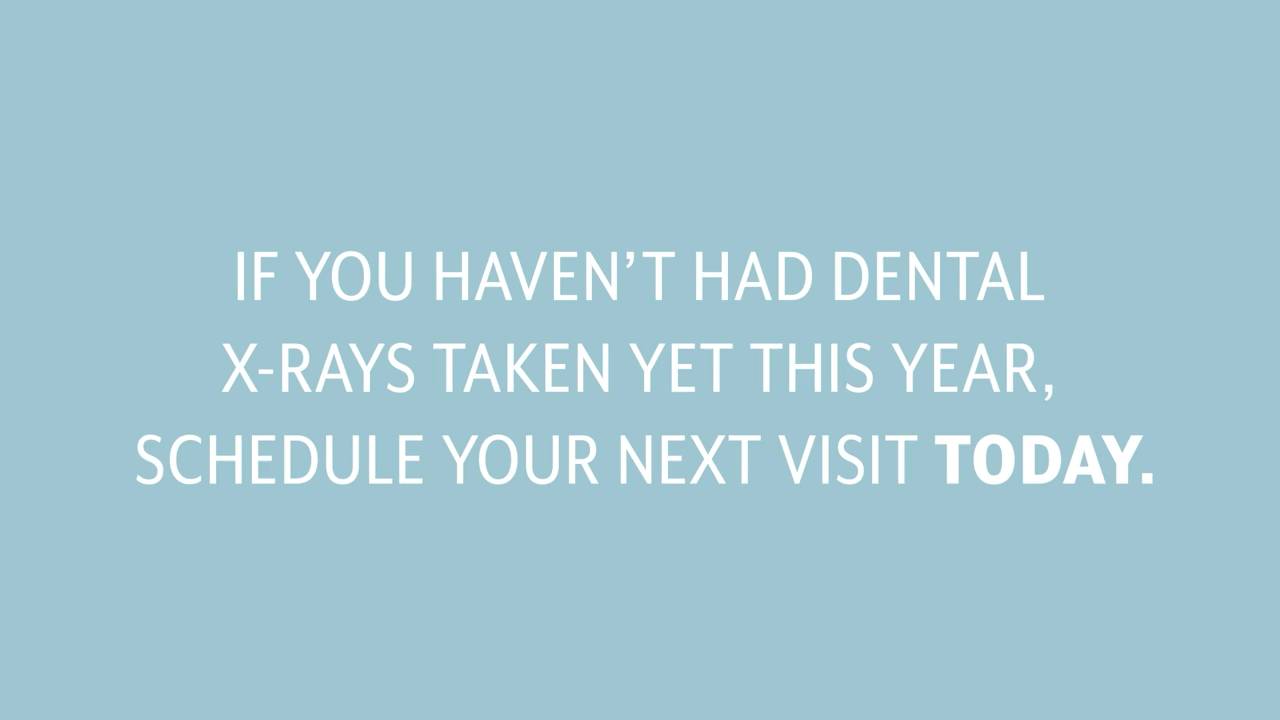 IF YOU HAVEN’T HAD DENTAL
X-RAYS TAKEN YET THIS YEAR,
SCHEDULE YOUR NEXT VISIT TODAY.